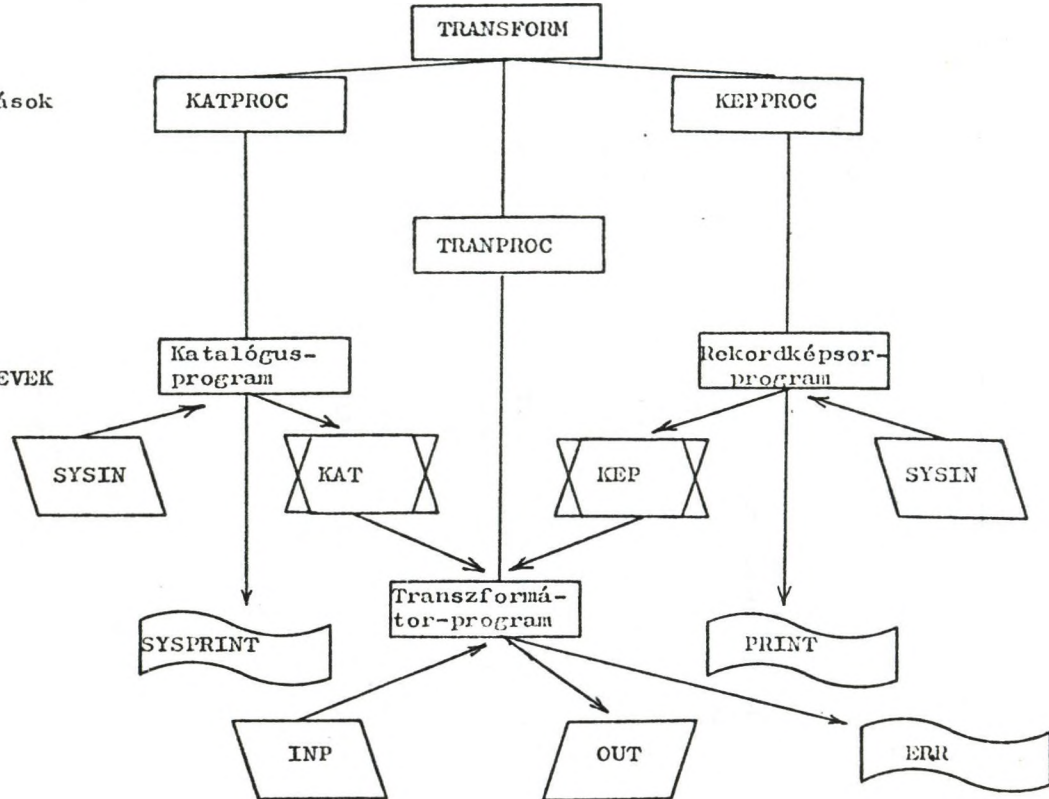 TRANSFORM
ások
KATPROC
KEPPROC
TRANPROC
Katalógus-
program
Rekordképsor-
program
EVEK
SYSIN
KAT
KEP
SYSIN
Transzformá-
tor-program
SYSPRINT
PRINT
INP
OUT
ERR